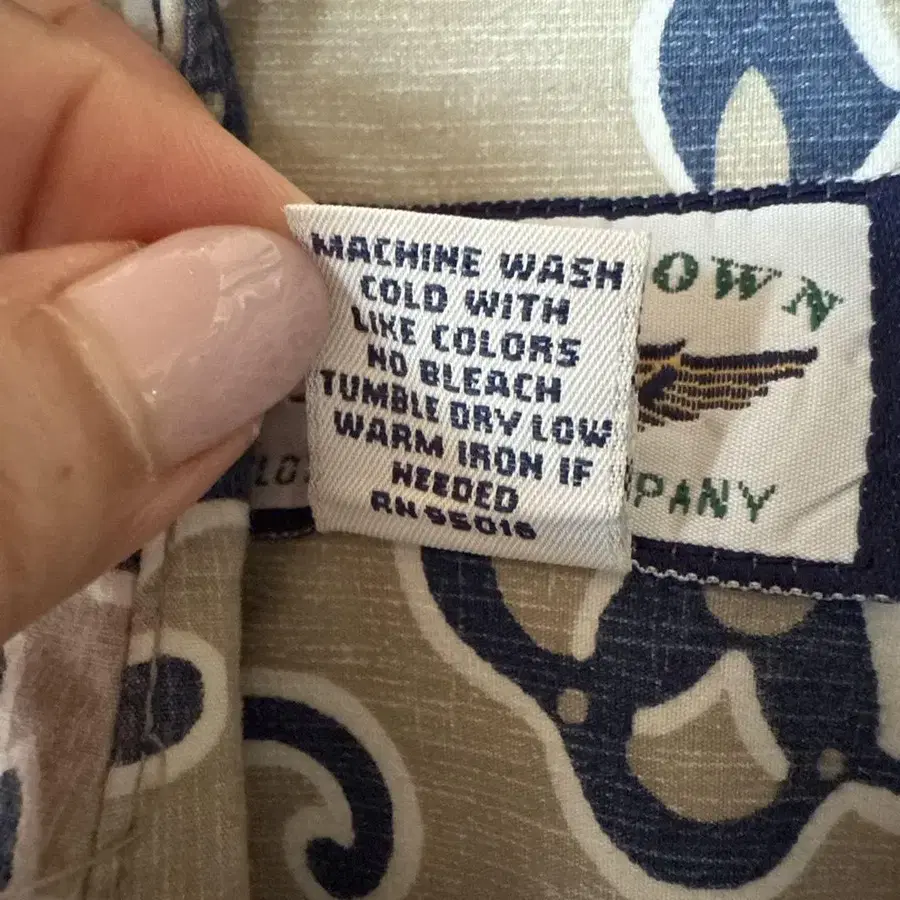 MACHINE WASH
COLD WITH
LIKE COLORS
NO BLEACH
TUMBLE DRY LOW
WARM IRON IF
NEEDED
RN 95016
OWN
PANY
LO